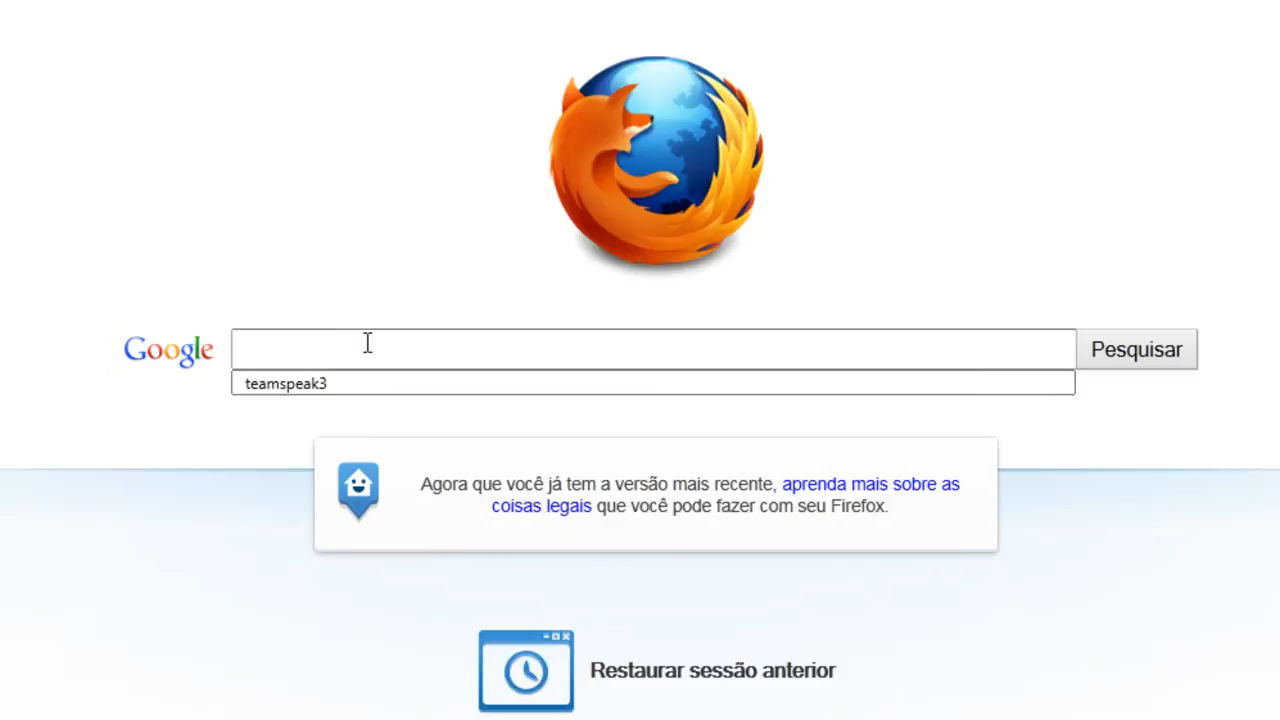 Google
Pesquisar
teamspeak3
Agora que você já tem a versão mais recente, aprenda mais sobre as
coisas legais que você pode fazer com seu Firefox.
Restaurar sessão anterior